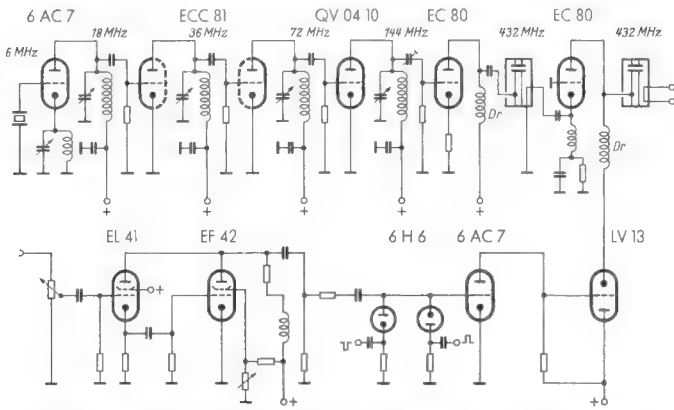 6 AC 7 ECC 81 QV 04 10 EC 80 EC 80
6 MHz 18 MHz 36 MHz 72 MHz 144 MHz 432 MHz 432 MHz
Dr
Dr
EL 41 EF 42 6 H 6 6 AC 7 LV 13
+ + + + +
+
+ +